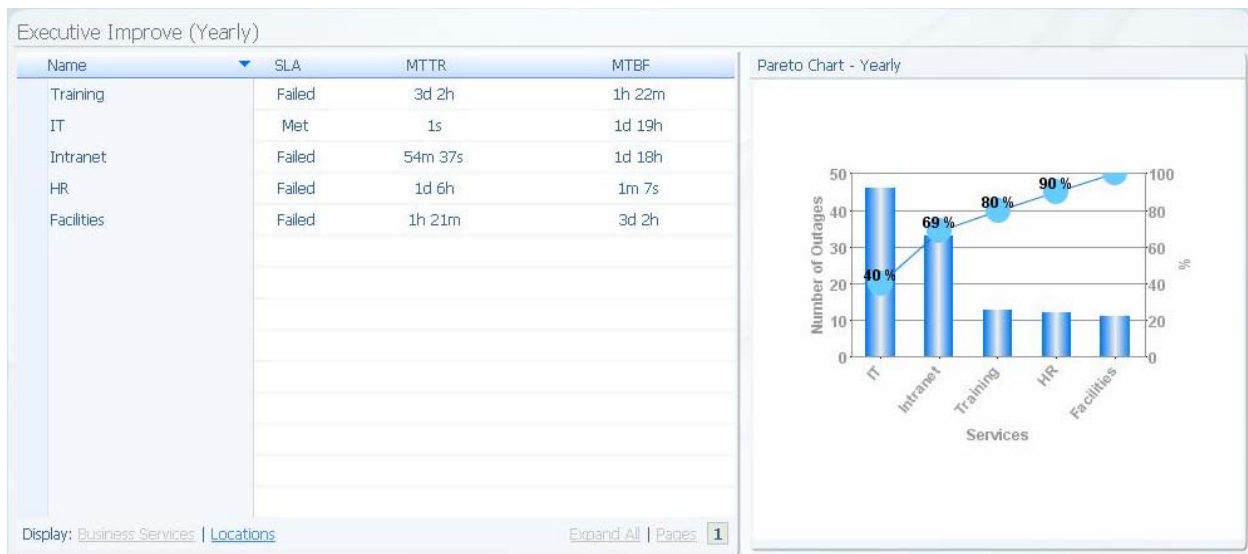 Executive Improve (Yearly)
Name SLA MTTR MTBF
Training Failed 3d 2h 1h 22m
IT Met 1s 1d 19h
Intranet Failed 54m 37s 1d 18h
HR Failed 1d 6h 1m 7s
Facilities Failed 1h 21m 3d 2h
Display: Business Services | Locations
Expand All | Pages 1
Pareto Chart - Yearly
50 100
40 80
30 60
20 40
10 20
0 0
Number of Outages
%
40 %
69 %
80 %
90 %
IT
Intranet
Training
HR
Facilities
Services